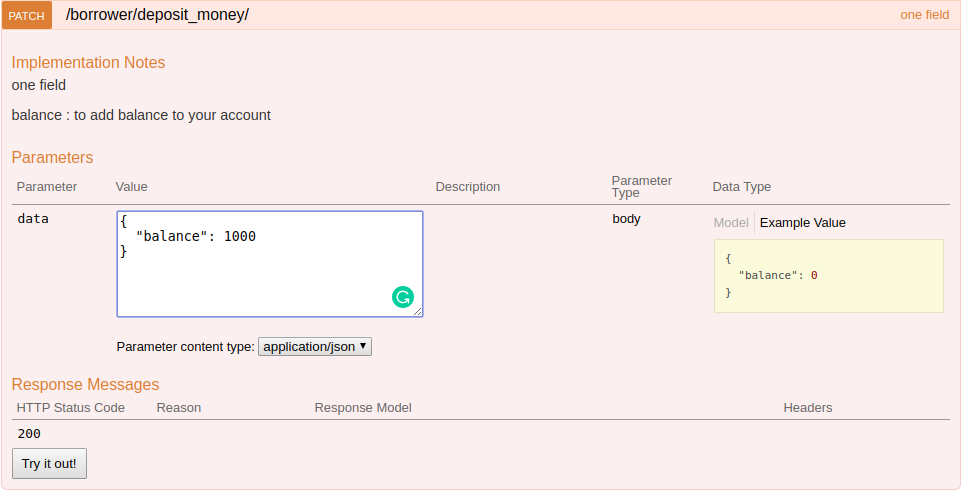 PATCH /borrower/deposit_money/ one field
Implementation Notes
one field
balance : to add balance to your account
Parameters
Parameter Value Description Parameter Type Data Type
data
{
"balance": 1000
}
body
Model Example Value
{
"balance": 0
}
Parameter content type: application/json
Response Messages
HTTP Status Code Reason Response Model Headers
200
Try it out!